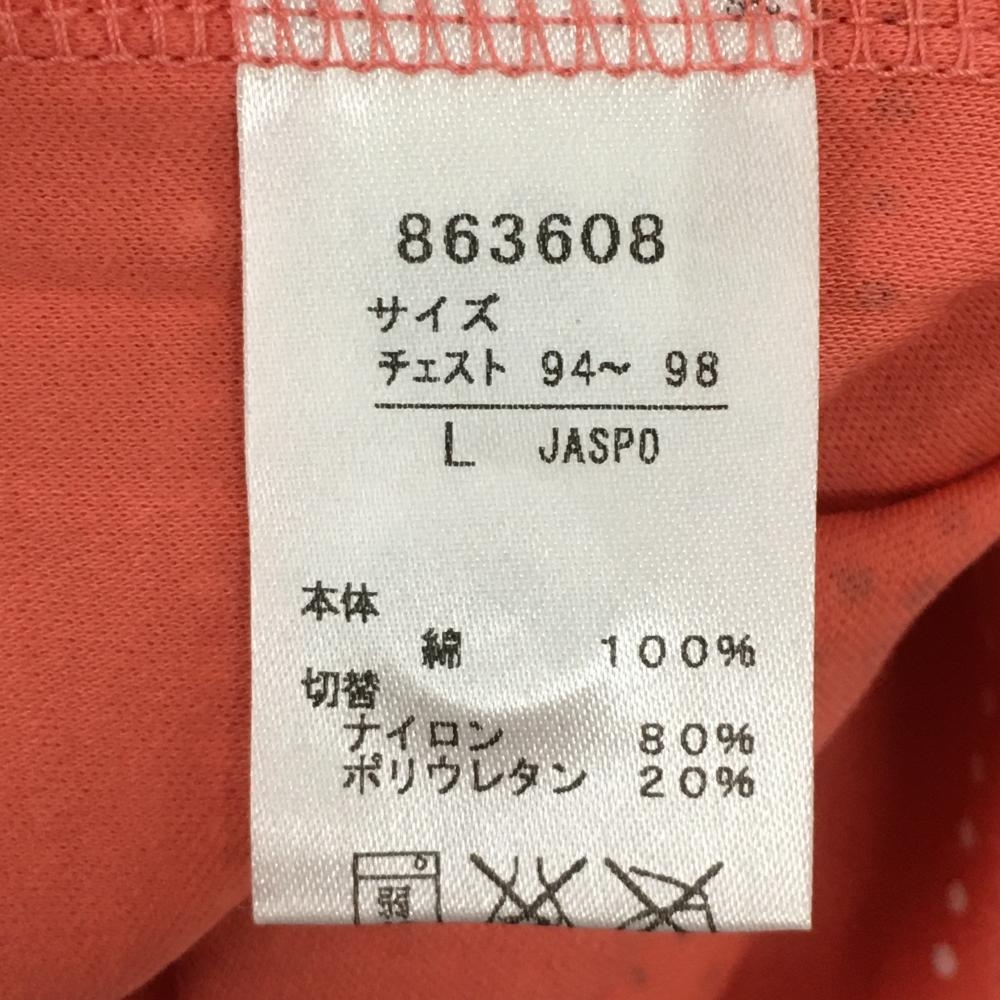 863608
サイズ
チェスト 94～ 98
L JASPO
本体
綿 100%
切替
ナイロン 80%
ポリウレタン 20%
弱